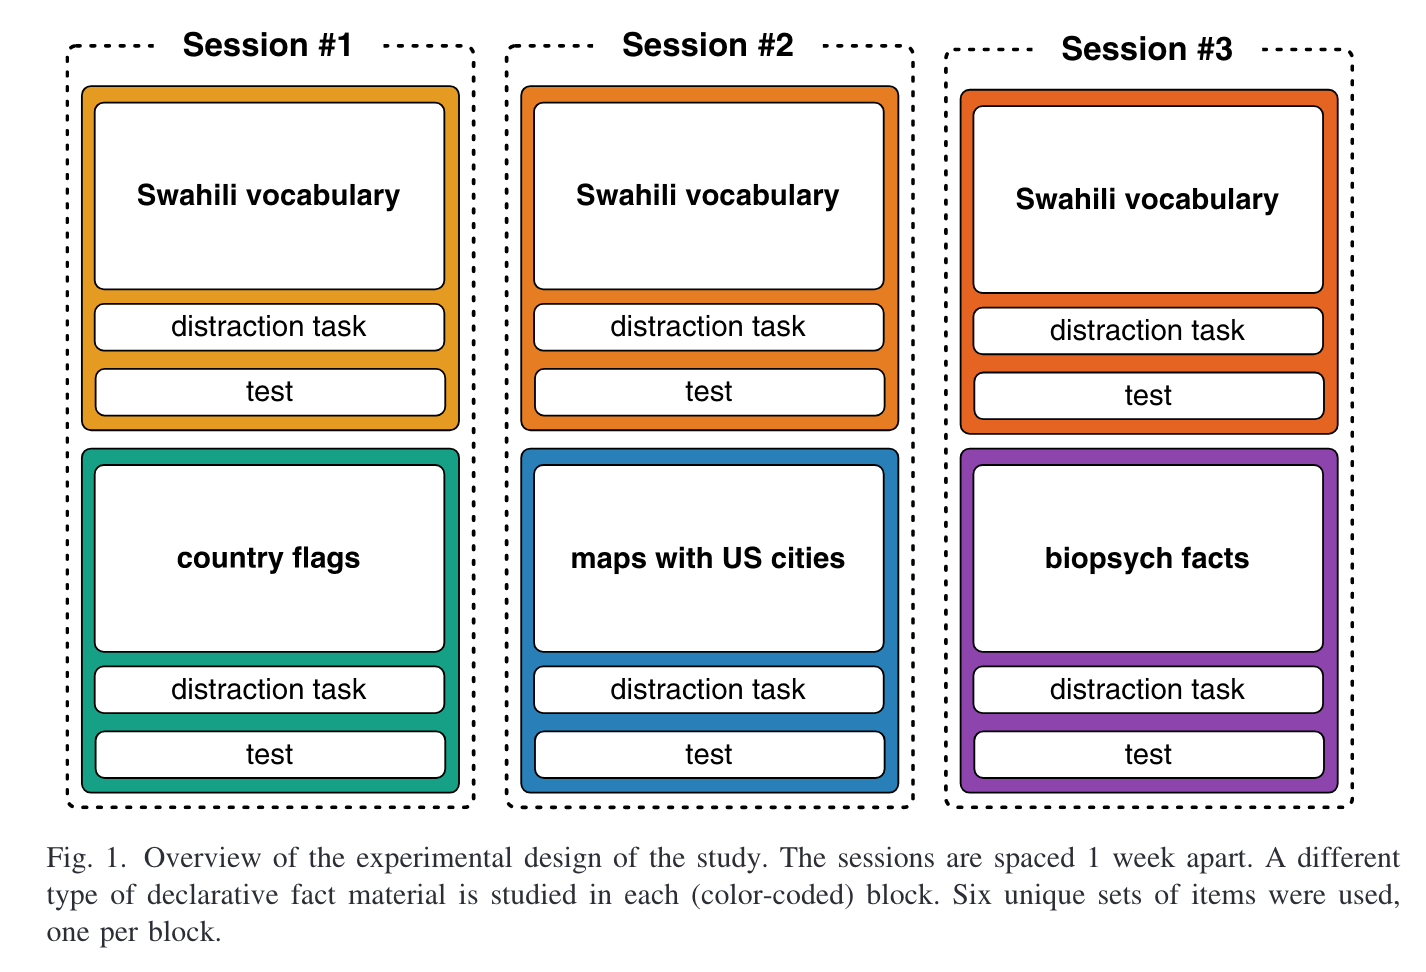 Session #1
Swahili vocabulary
distraction task
test
country flags
distraction task
test
Session #2
Swahili vocabulary
distraction task
test
maps with US cities
distraction task
test
Session #3
Swahili vocabulary
distraction task
test
biopsych facts
distraction task
test
Fig. 1. Overview of the experimental design of the study. The sessions are spaced 1 week apart. A different
type of declarative fact material is studied in each (color-coded) block. Six unique sets of items were used,
one per block.